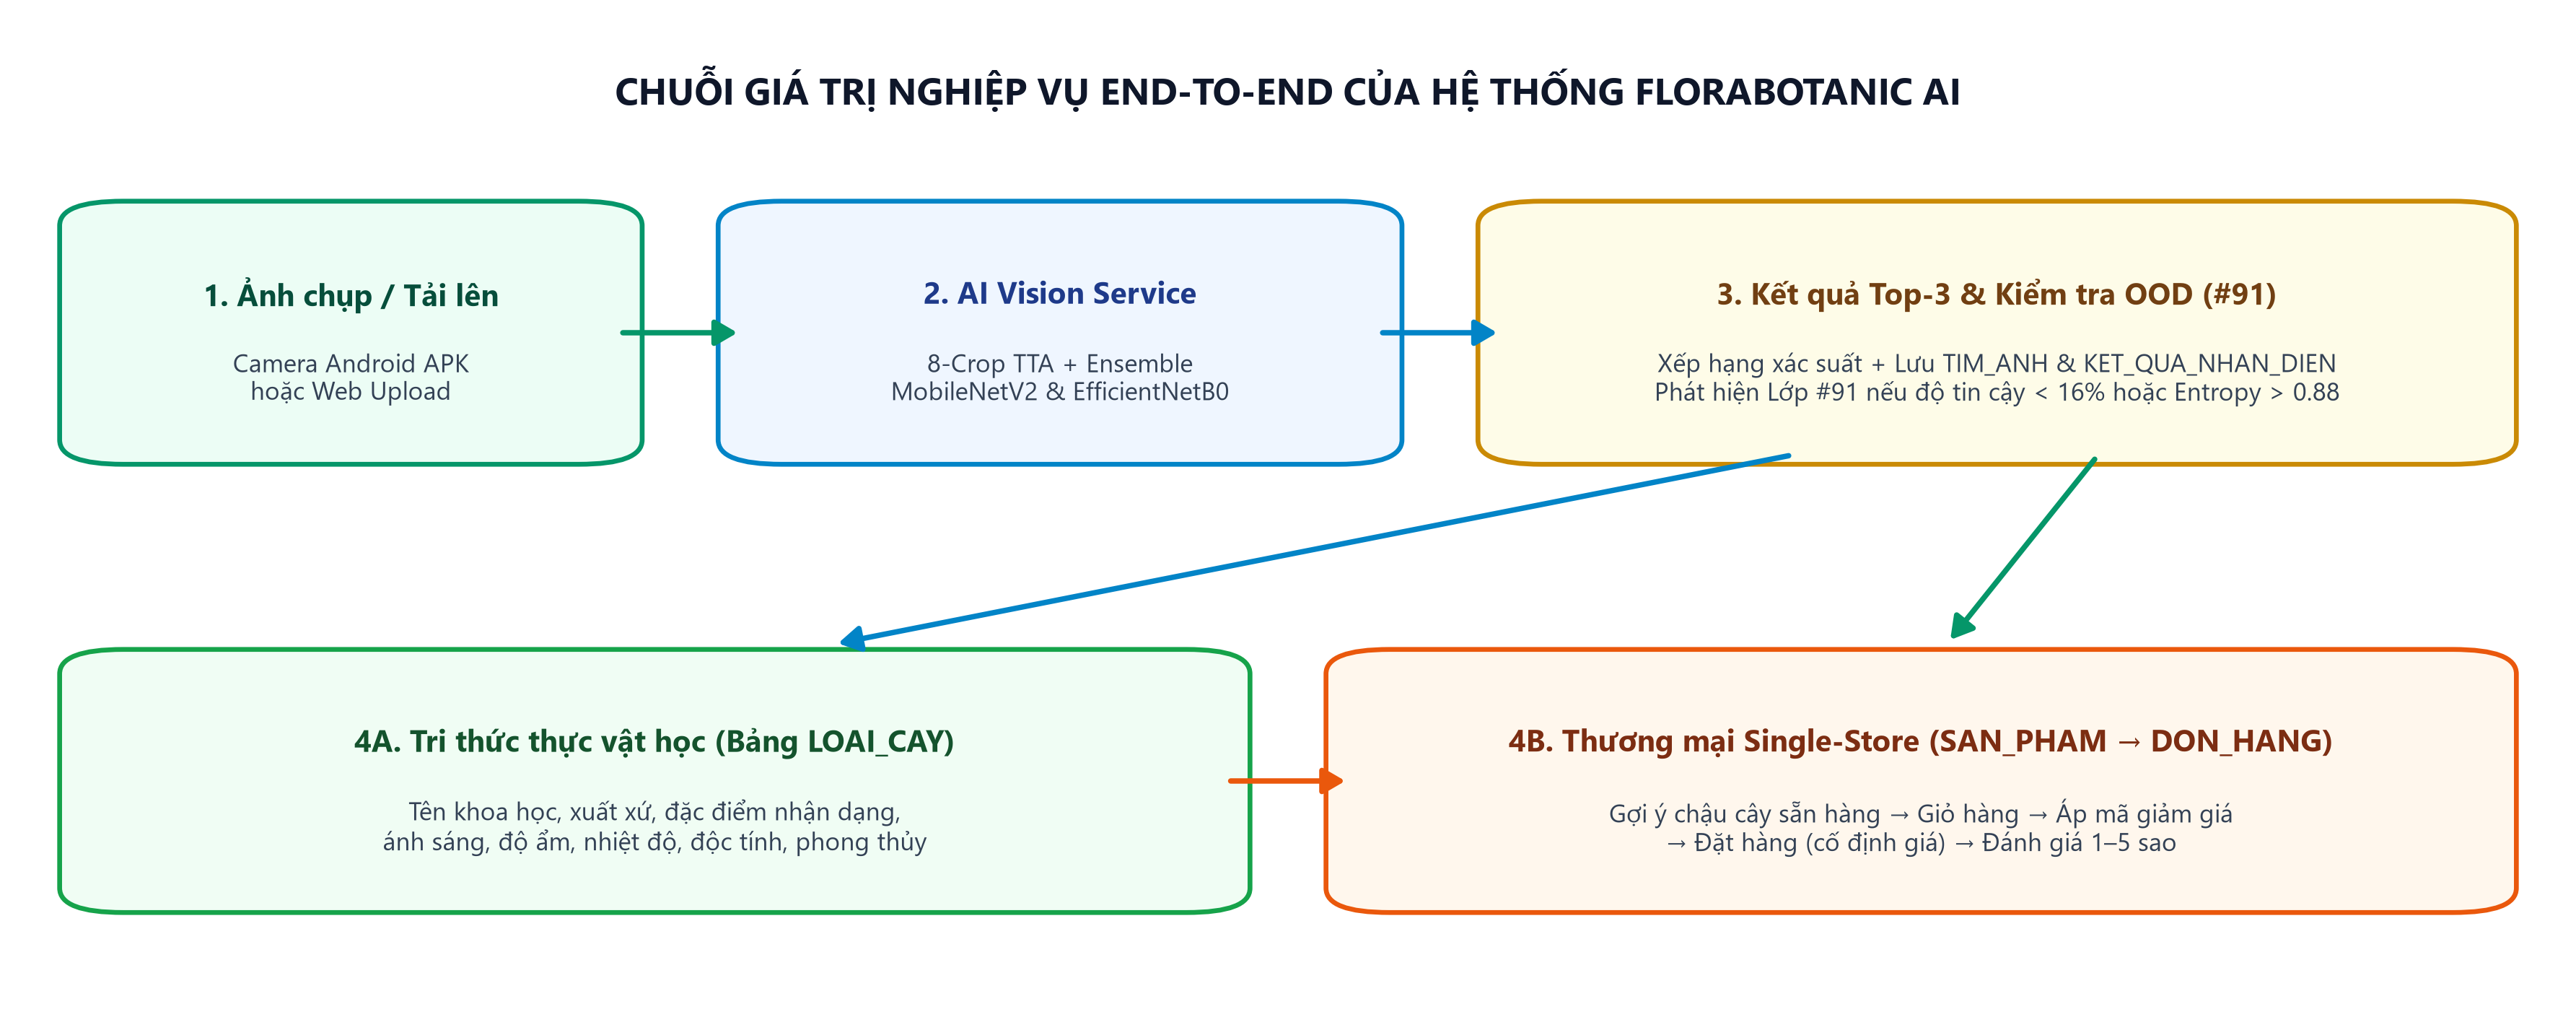 CHUỖI GIÁ TRỊ NGHIỆP VỤ END-TO-END CỦA HỆ THỐNG FLORABOTANIC AI
1. Ảnh chụp / Tải lên
Camera Android APK
hoặc Web Upload
2. AI Vision Service
8-Crop TTA + Ensemble
MobileNetV2 & EfficientNetB0
3. Kết quả Top-3 & Kiểm tra OOD (#91)
Xếp hạng xác suất + Lưu TIM_ANH & KET_QUA_NHAN_DIEN
Phát hiện Lớp #91 nếu độ tin cậy < 16% hoặc Entropy > 0.88
4A. Tri thức thực vật học (Bảng LOAI_CAY)
Tên khoa học, xuất xứ, đặc điểm nhận dạng,
ánh sáng, độ ẩm, nhiệt độ, độc tính, phong thủy
4B. Thương mại Single-Store (SAN_PHAM → DON_HANG)
Gợi ý chậu cây sẵn hàng → Giỏ hàng → Áp mã giảm giá
→ Đặt hàng (cố định giá) → Đánh giá 1–5 sao